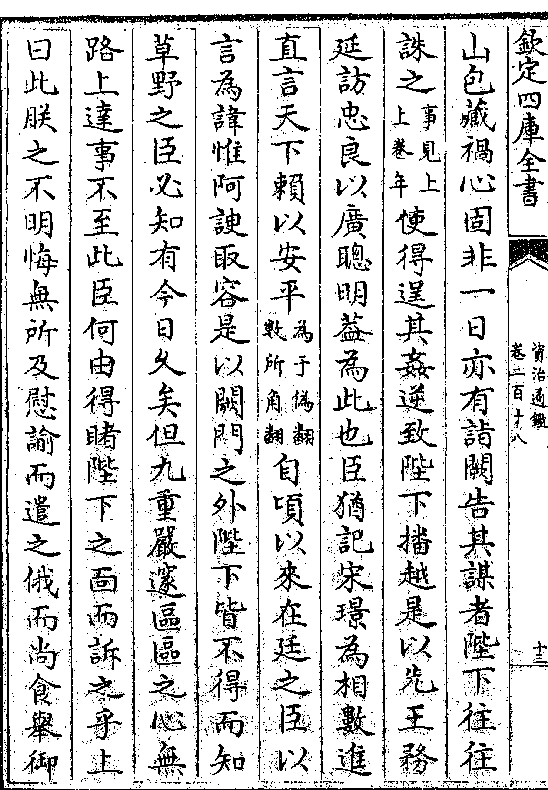 欽定四庫全書
資治通鑑
卷二百十八
十三
山包藏禍心固非一日亦有詣闕告其謀者陛下往往
誅之事見上上卷年使得逞其姦逆致陛下播越是以先王務
延訪忠良以廣聰明葢為此也臣猶記宋璟為相數進
直言天下賴以安平為于偽翻數所角翻自頃以來在廷之臣以
言為諱惟阿諛取容是以闕門之外陛下皆不得而知
草野之臣必知有今日乆矣但九重嚴邃區區之心無
路上達事不至此臣何由得睹陛下之面而訴之乎上
曰此朕之不明悔無所及慰諭而遣之俄而尚食舉御